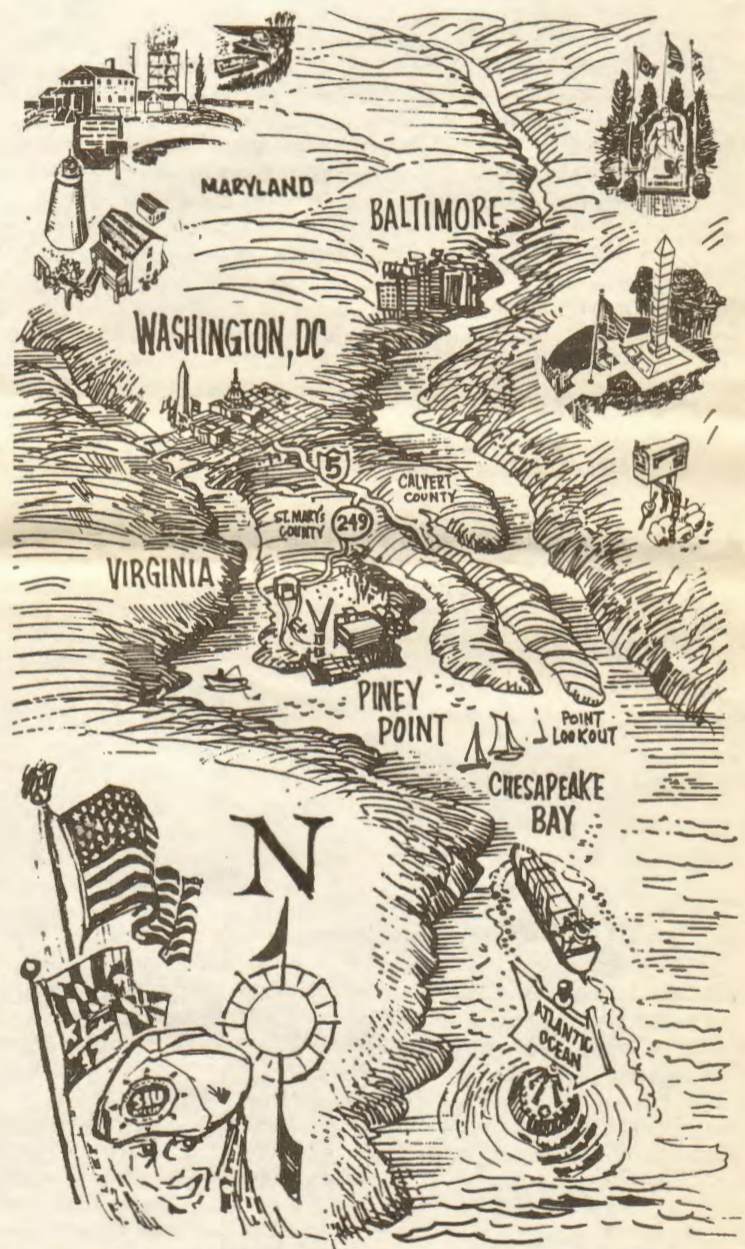 MARYLAND
BALTIMORE
WASHINGTON, DC
5
CALVERT
COUNTY
ST. MARY'S
COUNTY
249
VIRGINIA
PINEY
POINT
POINT
LOOKOUT
CHESAPEAKE
BAY
N
ATLANTIC
OCEAN
SIU